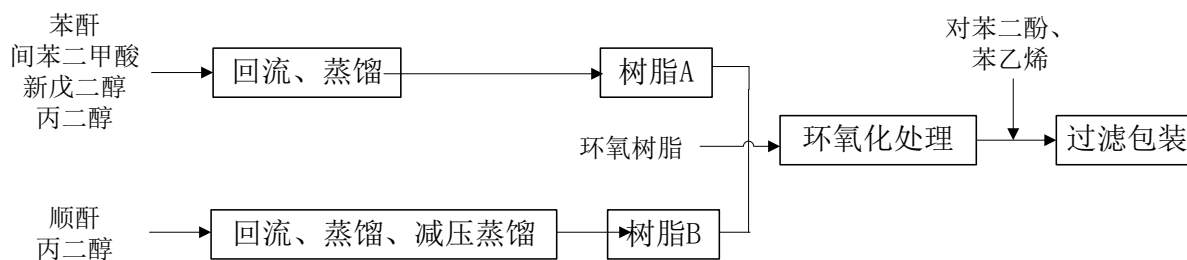 苯酐
间苯二甲酸
新戊二醇
丙二醇
回流、蒸馏
树脂A
对苯二酚、
苯乙烯
环氧树脂
环氧化处理
过滤包装
顺酐
丙二醇
回流、蒸馏、减压蒸馏
树脂B